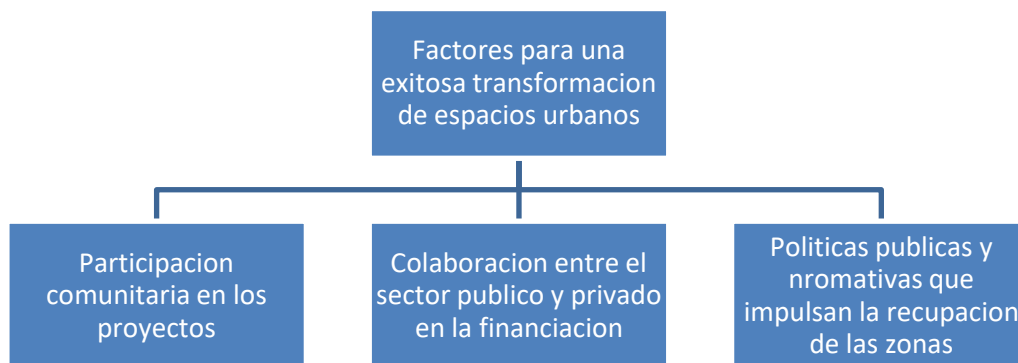 Factores para una
exitosa transformacion
de espacios urbanos
Participacion
comunitaria en los
proyectos
Colaboracion entre el
sector publico y privado
en la financiacion
Politicas publicas y
nromativas que
impulsan la recupacion
de las zonas